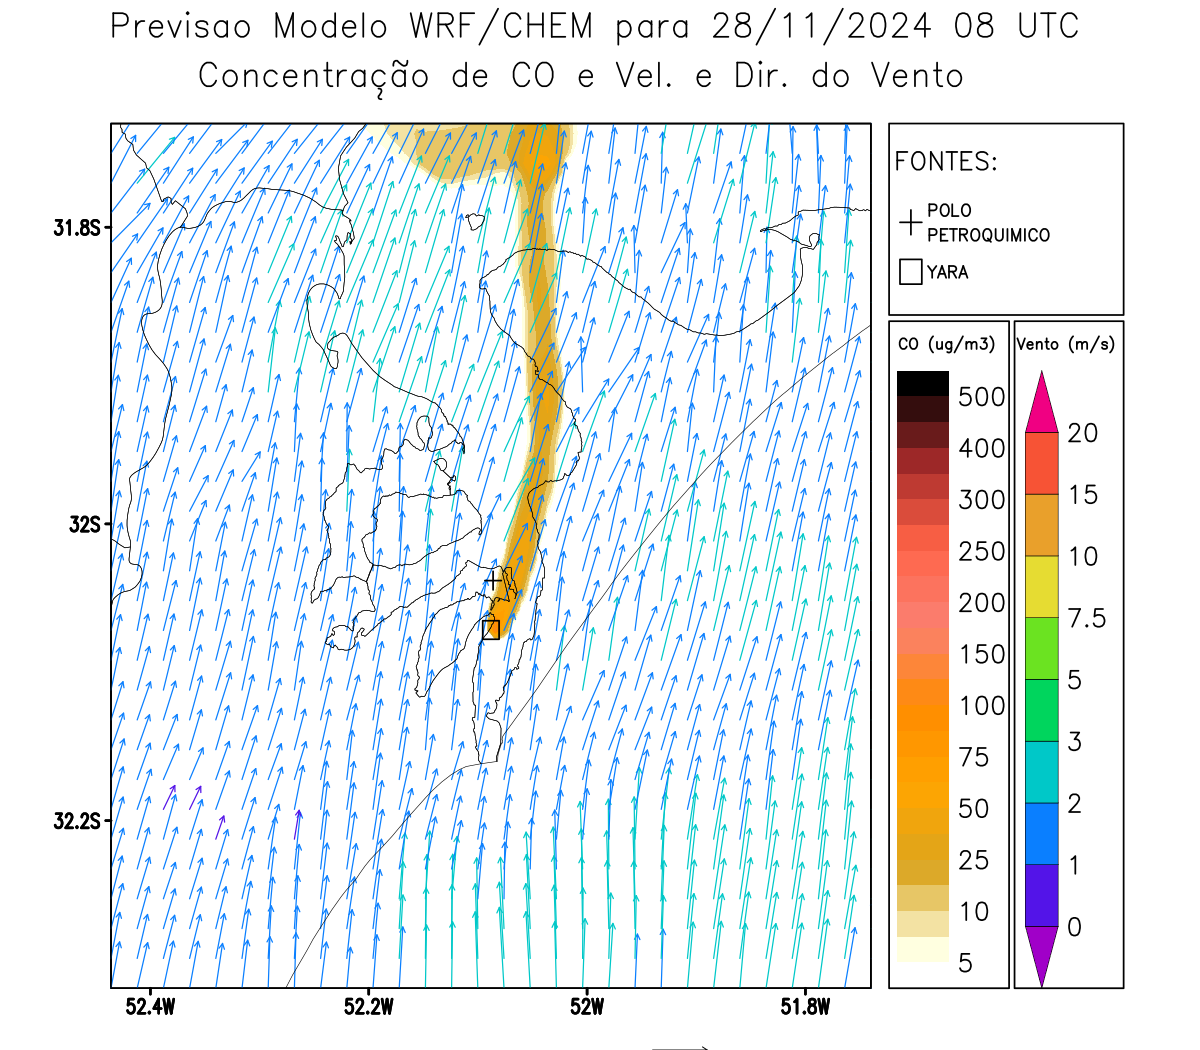 Previsao Modelo WRF/CHEM para 28/11/2024 08 UTC
Concentração de CO e Vel. e Dir. do Vento
FONTES:
POLO
PETROQUIMICO
YARA
CO (ug/m3)
500
400
300
250
200
150
100
75
50
25
10
5
Vento (m/s)
20
15
10
7.5
5
3
2
1
0
31.8S
32S
32.2S
52.4W
52.2W
52W
51.8W